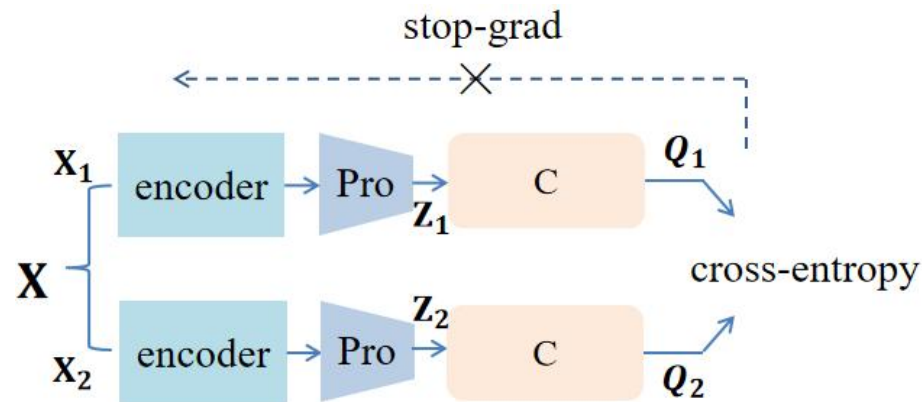 stop-grad
X₁
encoder
Pro
Z₁
C
Q₁
X
cross-entropy
X₂
encoder
Pro
Z₂
C
Q₂